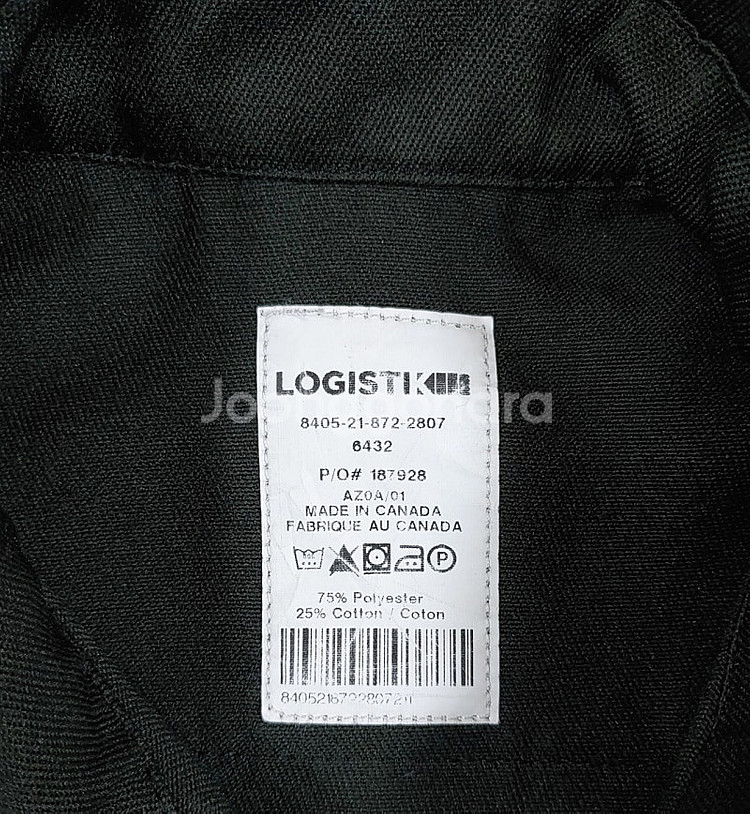 LOGISTIK
8405-21-872-2807
6432
P/O# 187928
AZ0A/01
MADE IN CANADA
FABRIQUE AU CANADA
P
75% Polyester
25% Cotton / Coton